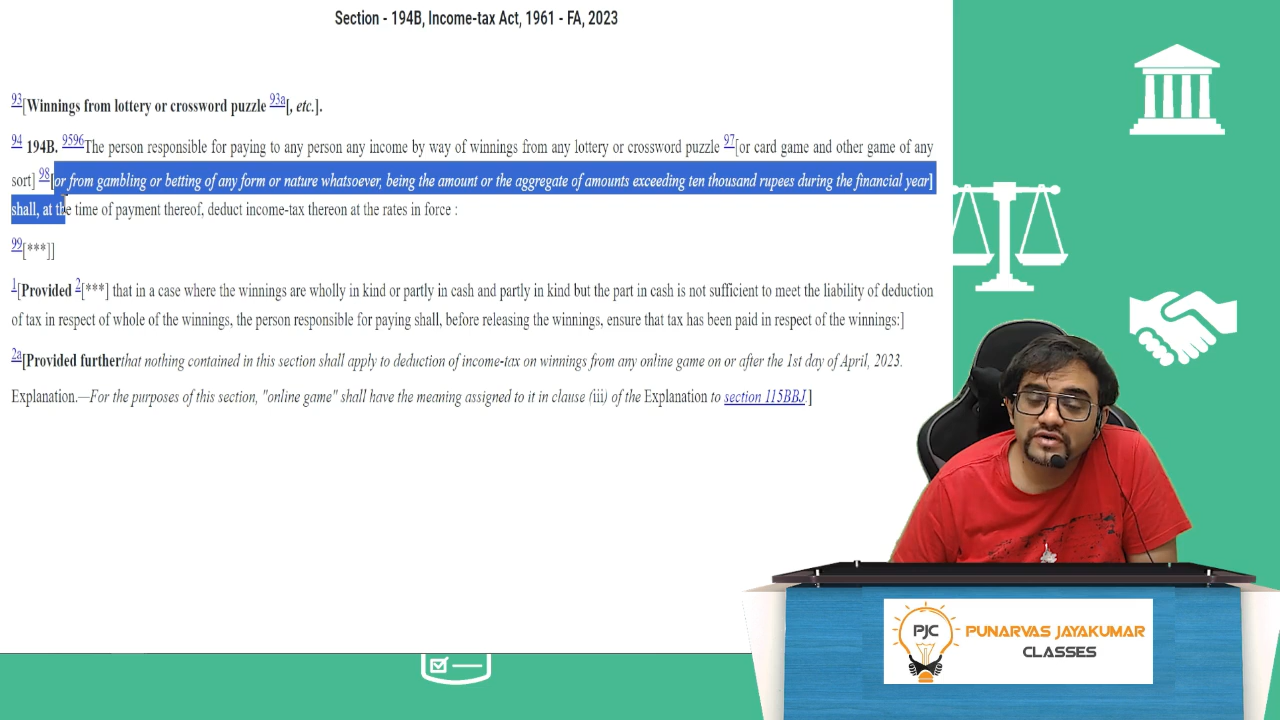 Section - 194B, Income-tax Act, 1961 - FA, 2023
93[Winnings from lottery or crossword puzzle 93a[, etc.].
94 194B. 9596The person responsible for paying to any person any income by way of winnings from any lottery or crossword puzzle 97[or card game and other game of any
sort] 98[or from gambling or betting of any form or nature whatsoever, being the amount or the aggregate of amounts exceeding ten thousand rupees during the financial year]
shall, at the time of payment thereof, deduct income-tax thereon at the rates in force :
99[***]]
1[Provided 2[***] that in a case where the winnings are wholly in kind or partly in cash and partly in kind but the part in cash is not sufficient to meet the liability of deduction
of tax in respect of whole of the winnings, the person responsible for paying shall, before releasing the winnings, ensure that tax has been paid in respect of the winnings:]
2a[Provided furtherthat nothing contained in this section shall apply to deduction of income-tax on winnings from any online game on or after the 1st day of April, 2023.
Explanation.—For the purposes of this section, "online game" shall have the meaning assigned to it in clause (iii) of the Explanation to section 115BBJ.]
PJC
PUNARVAS JAYAKUMAR
CLASSES